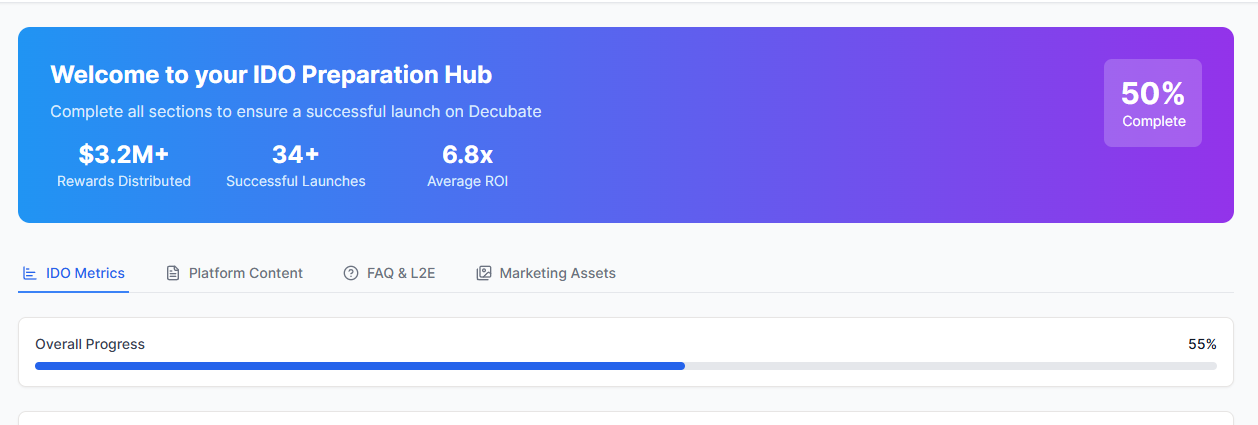 Welcome to your IDO Preparation Hub
Complete all sections to ensure a successful launch on Decubate
50%
Complete
$3.2M+
Rewards Distributed
34+
Successful Launches
6.8x
Average ROI
IDO Metrics
Platform Content
FAQ & L2E
Marketing Assets
Overall Progress
55%